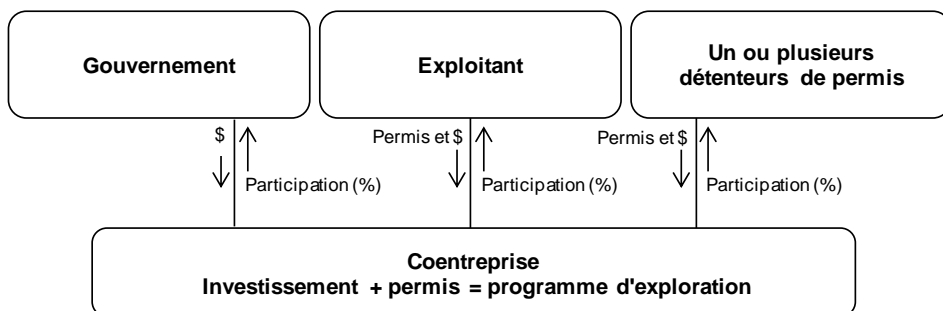 Gouvernement
Exploitant
Un ou plusieurs
détenteurs de permis
$
Participation (%)
Permis et $
Participation (%)
Permis et $
Participation (%)
Coentreprise
Investissement + permis = programme d'exploration